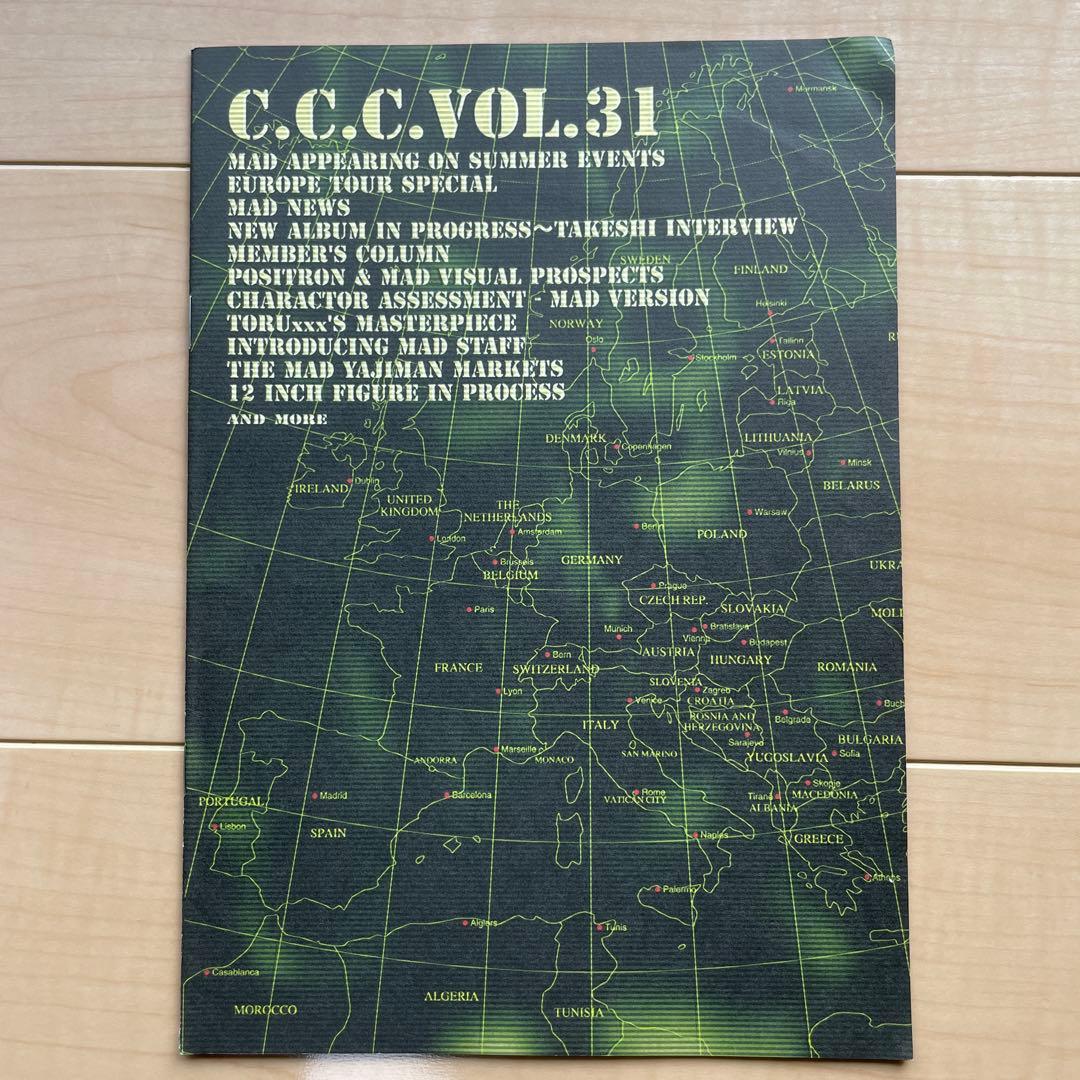 C.C.C.VOL.31
MAD APPEARING ON SUMMER EVENTS
EUROPE TOUR SPECIAL
MAD NEWS
NEW ALBUM IN PROGRESS～TAKESHI INTERVIEW
MEMBER'S COLUMN
POSITRON & MAD VISUAL PROSPECTS
CHARACTOR ASSESSMENT - MAD VERSION
TORUxxx'S MASTERPIECE
INTRODUCING MAD STAFF
THE MAD YAJIMAN MARKETS
12 INCH FIGURE IN PROCESS
AND MORE
Marmansk
SWEDEN
FINLAND
Helsinki
NORWAY
Oslo
Stockholm
Tallinn
ESTONIA
LATVIA
Riga
DENMARK
Copenhagen
LITHUANIA
Vilnius
Minsk
BELARUS
IRELAND
Dublin
UNITED
KINGDOM
London
THE
NETHERLANDS
Amsterdam
Berlin
Warsaw
POLAND
Brussels
BELGIUM
GERMANY
UKRA
Prague
CZECH REP.
SLOVAKIA
MOL
Paris
Munich
Vienna
Bratislava
Budapest
AUSTRIA
HUNGARY
ROMANIA
FRANCE
Bern
SWITZERLAND
SLOVENIA
Lyon
Venice
Zagreb
CROATIA
Buch
ITALY
BOSNIA AND
HERZEGOVINA
Belgrade
Sarajevo
BULGARIA
Sofia
YUGOSLAVIA
Marseille
ANDORRA
MONACO
SAN MARINO
Skopje
MACEDONIA
Tirana
ALBANIA
PORTUGAL
Madrid
Barcelona
Rome
VATICAN CITY
Lisbon
SPAIN
Naples
GREECE
Athens
Palermo
Algiers
Tunis
Casablanca
MOROCCO
ALGERIA
TUNISIA